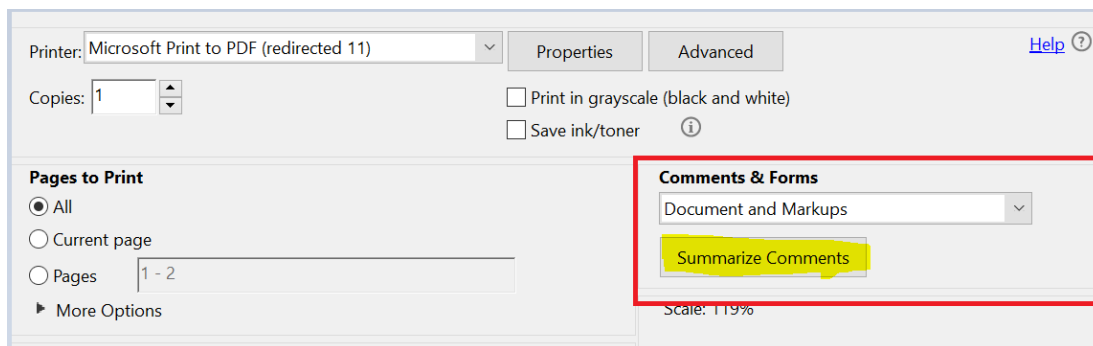 Printer: Microsoft Print to PDF (redirected 11) Properties Advanced Help ?
Copies: 1 Print in grayscale (black and white)
Save ink/toner i
Pages to Print Comments & Forms
All Document and Markups
Current page
Summarize Comments
Pages 1 - 2
More Options Scale: 119%